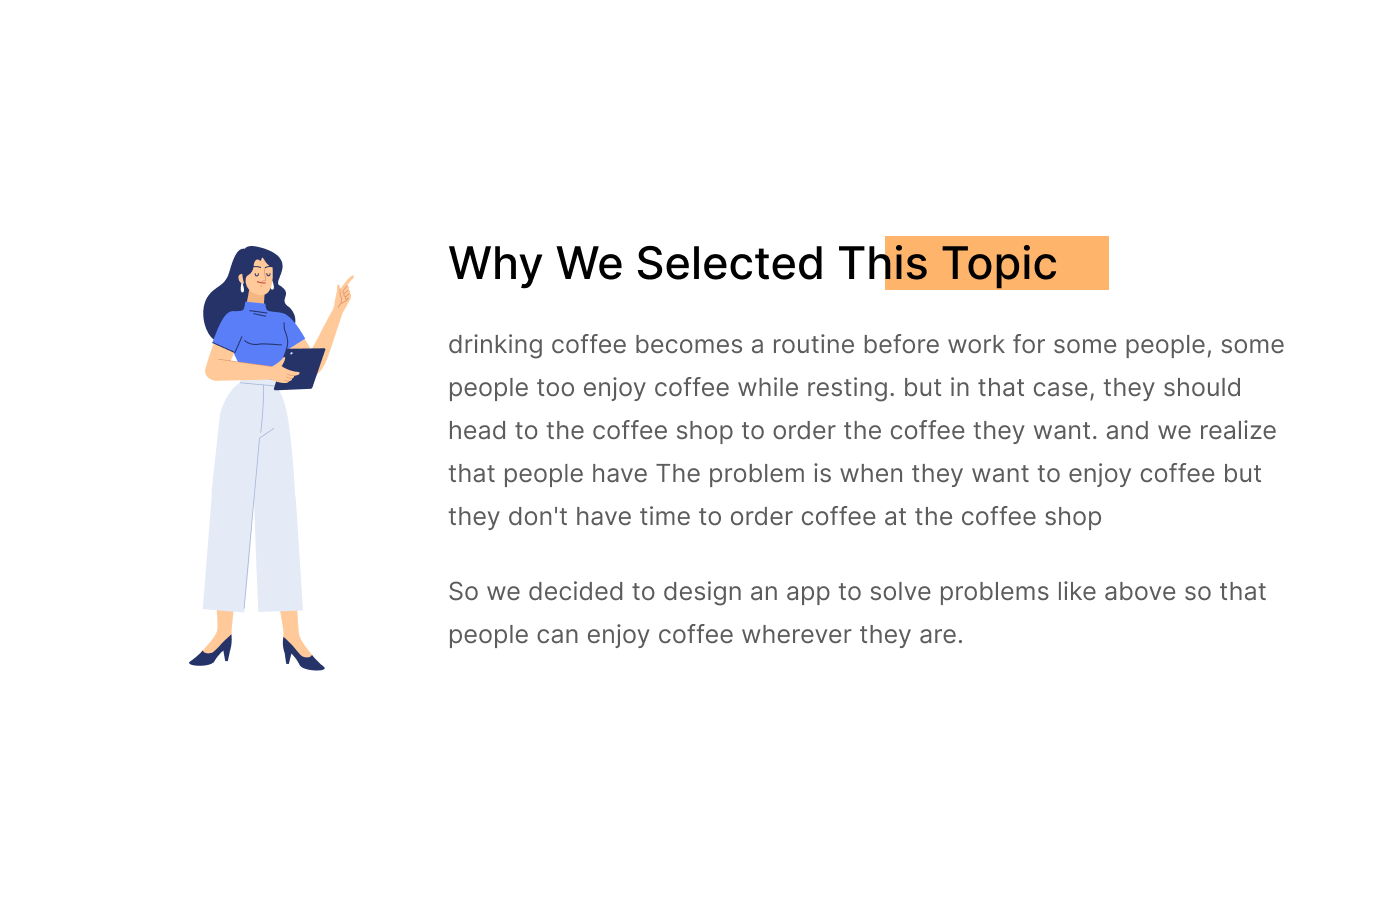 Why We Selected This Topic
drinking coffee becomes a routine before work for some people, some
people too enjoy coffee while resting. but in that case, they should
head to the coffee shop to order the coffee they want. and we realize
that people have The problem is when they want to enjoy coffee but
they don't have time to order coffee at the coffee shop
So we decided to design an app to solve problems like above so that
people can enjoy coffee wherever they are.